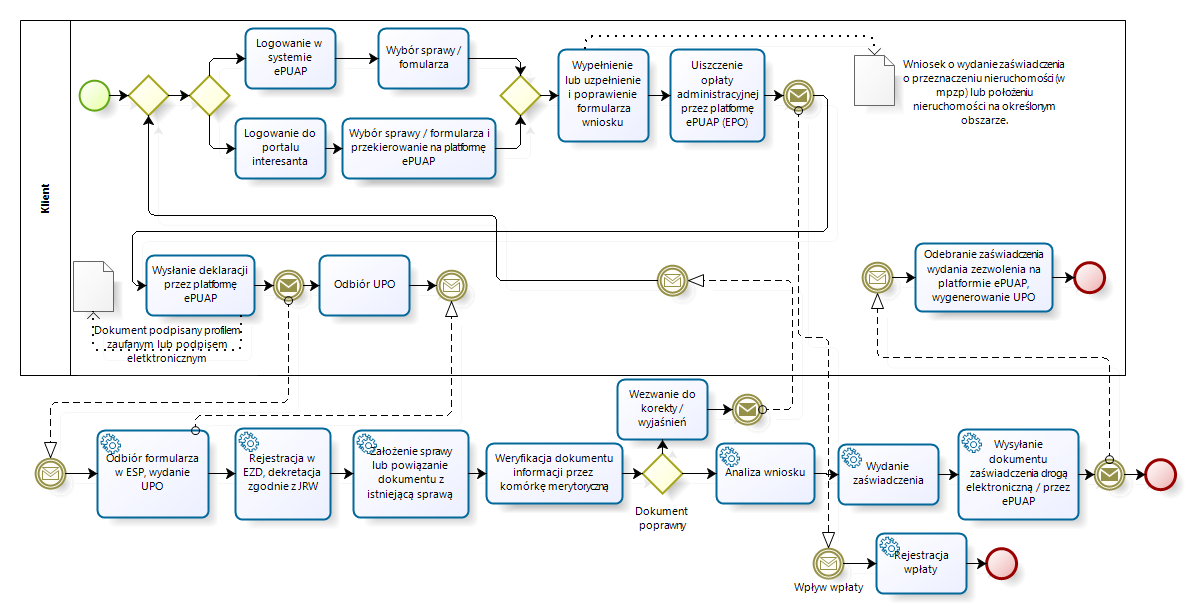 Klient
Logowanie w
systemie
ePUAP
Wybór sprawy /
fomularza
Logowanie do
portalu
interesanta
Wybór sprawy / formularza i
przekierowanie na platformę
ePUAP
Wypełnienie
lub uzpełnienie
i poprawienie
formularza
wniosku
Uiszczenie
opłaty
administracyjnej
przez platformę
ePUAP (EPO)
Wniosek o wydanie zaświadczenia
o przeznaczeniu nieruchomości (w
mpzp) lub położeniu
nieruchomości na określonym
obszarze.
Wysłanie deklaracji
przez platformę
ePUAP
Odbiór UPO
Dokument podpisany profilem
zaufanym lub podpisem
eletktronicznym
Odebranie zaświadczenia
wydania zezwolenia na
platformie ePUAP,
wygenerowanie UPO
Odbiór formularza
w ESP, wydanie
UPO
Rejestracja w
EZD, dekretacja
zgodnie z JRW
Założenie sprawy
lub powiązanie
dokumentu z
istniejącą sprawą
Weryfikacja dokumentu
informacji przez
komórkę merytoryczną
Wezwanie do
korekty /
wyjaśnień
Dokument
poprawny
Analiza wniosku
Wydanie
zaświadczenia
Wysyłanie
dokumentu
zaświadczenia drogą
elektroniczną / przez
ePUAP
Wpływ wpłaty
Rejestracja
wpłaty